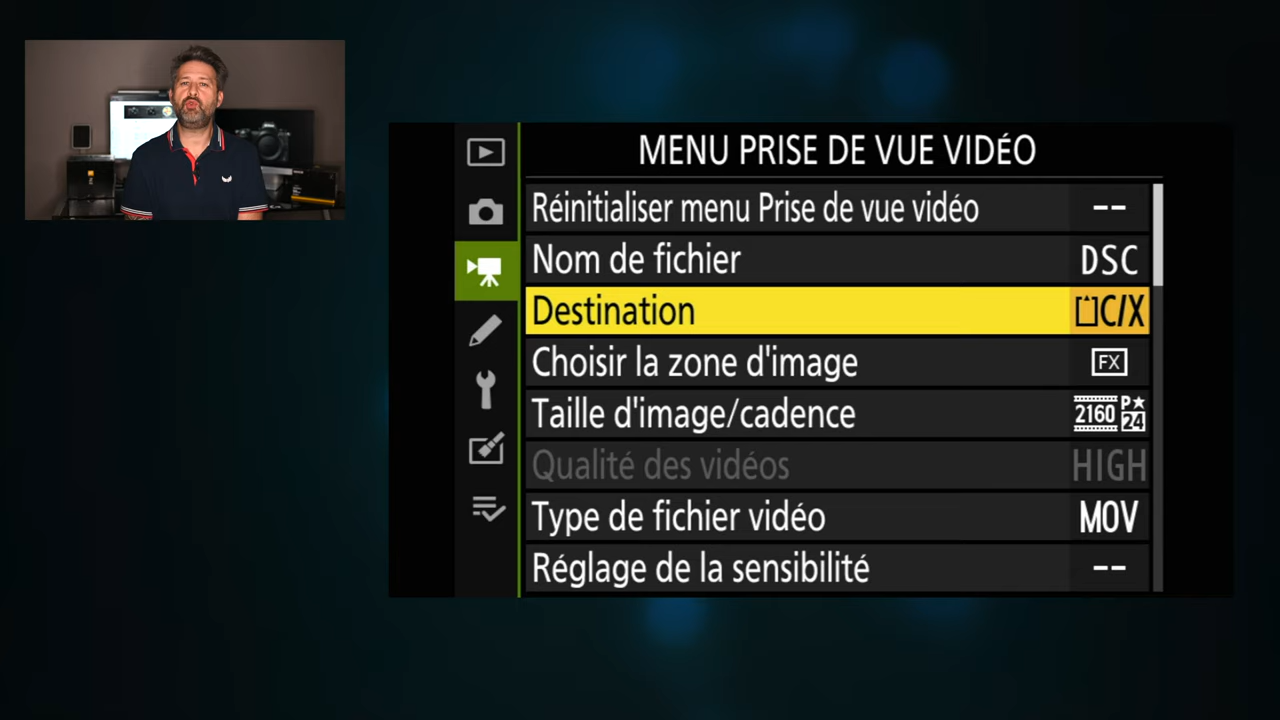 MENU PRISE DE VUE VIDÉO
Réinitialiser menu Prise de vue vidéo --
Nom de fichier DSC
Destination C/X
Choisir la zone d'image FX
Taille d'image/cadence 2160 P★ 24
Qualité des vidéos HIGH
Type de fichier vidéo MOV
Réglage de la sensibilité --